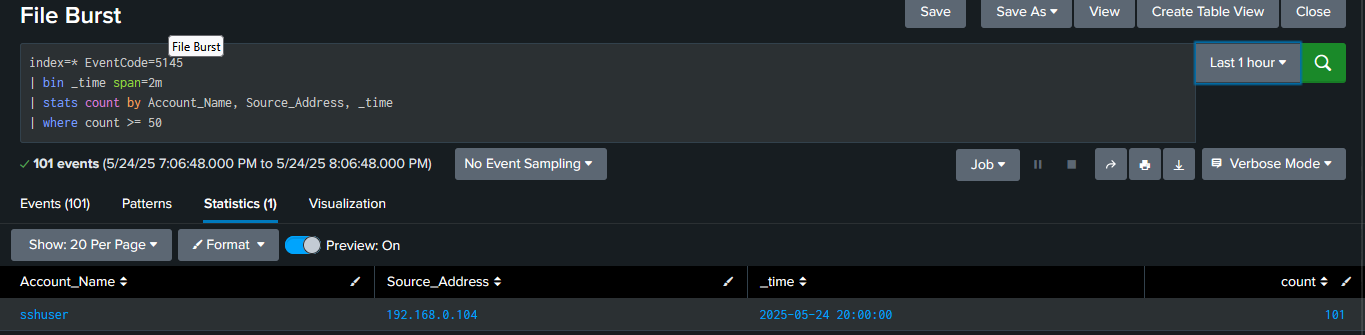 File Burst
Save
Save As
View
Create Table View
Close
File Burst
index=* EventCode=5145
| bin _time span=2m
| stats count by Account_Name, Source_Address, _time
| where count >= 50
Last 1 hour
101 events (5/24/25 7:06:48.000 PM to 5/24/25 8:06:48.000 PM)
No Event Sampling
Job
Verbose Mode
Events (101)
Patterns
Statistics (1)
Visualization
Show: 20 Per Page
Format
Preview: On
Account_Name
Source_Address
_time
count
sshuser
192.168.0.104
2025-05-24 20:00:00
101